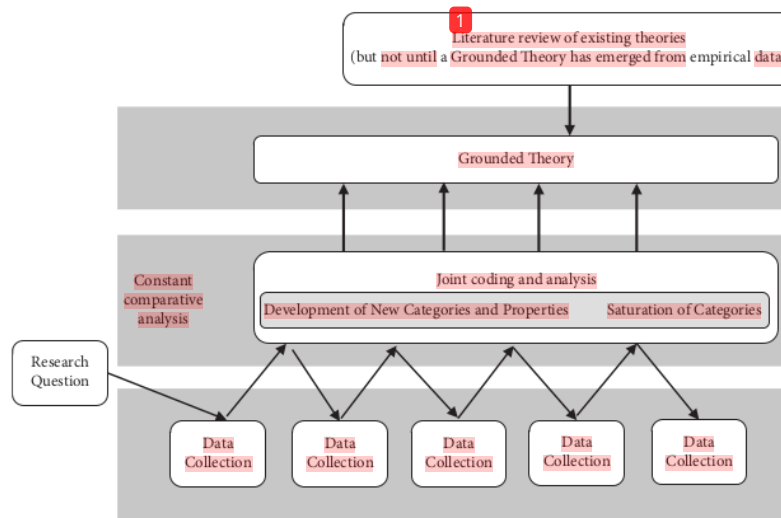 1
Literature review of existing theories
(but not until a Grounded Theory has emerged from empirical data
Grounded Theory
Constant
comparative
analysis
Joint coding and analysis
Development of New Categories and Properties Saturation of Categories
Research
Question
Data
Collection
Data
Collection
Data
Collection
Data
Collection
Data
Collection